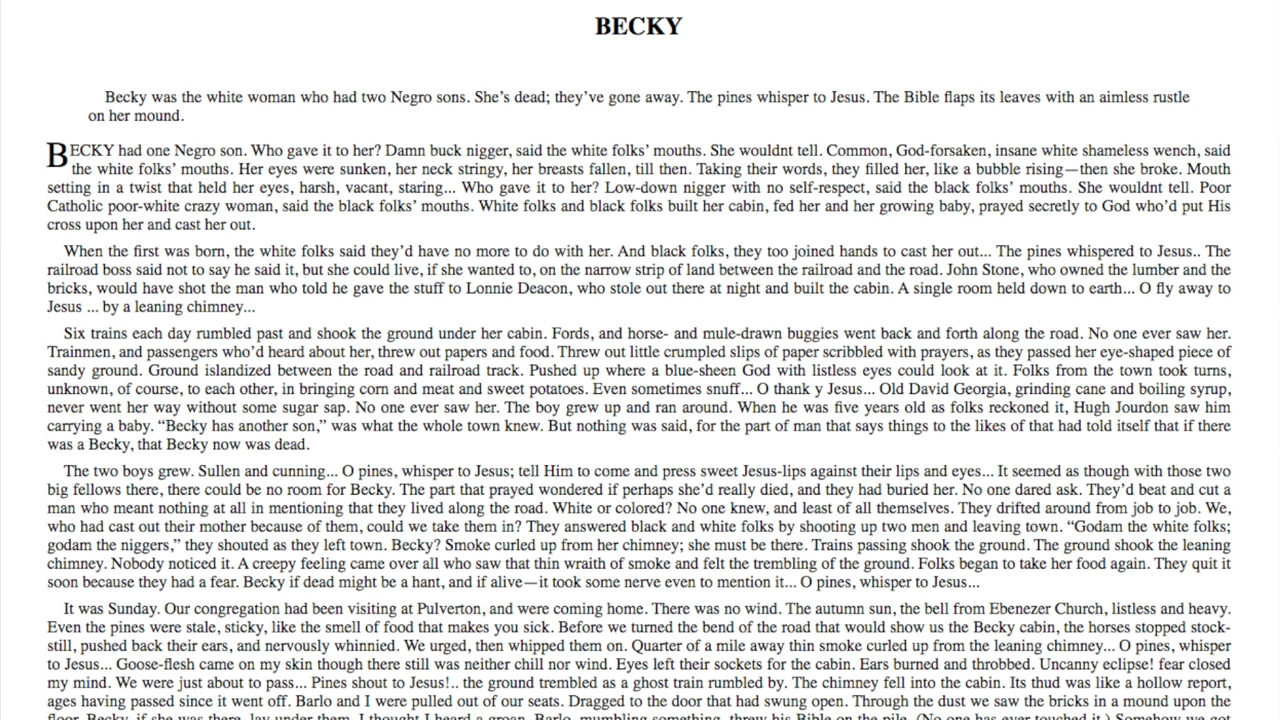 BECKY
Becky was the white woman who had two Negro sons. She’s dead; they’ve gone away. The pines whisper to Jesus. The Bible flaps its leaves with an aimless rustle
on her mound.
BECKY had one Negro son. Who gave it to her? Damn buck nigger, said the white folks’ mouths. She wouldnt tell. Common, God-forsaken, insane white shameless wench, said
the white folks’ mouths. Her eyes were sunken, her neck stringy, her breasts fallen, till then. Taking their words, they filled her, like a bubble rising—then she broke. Mouth
setting in a twist that held her eyes, harsh, vacant, staring... Who gave it to her? Low-down nigger with no self-respect, said the black folks’ mouths. She wouldnt tell. Poor
Catholic poor-white crazy woman, said the black folks’ mouths. White folks and black folks built her cabin, fed her and her growing baby, prayed secretly to God who’d put His
cross upon her and cast her out.
When the first was born, the white folks said they’d have no more to do with her. And black folks, they too joined hands to cast her out... The pines whispered to Jesus.. The
railroad boss said not to say he said it, but she could live, if she wanted to, on the narrow strip of land between the railroad and the road. John Stone, who owned the lumber and the
bricks, would have shot the man who told he gave the stuff to Lonnie Deacon, who stole out there at night and built the cabin. A single room held down to earth... O fly away to
Jesus ... by a leaning chimney...
Six trains each day rumbled past and shook the ground under her cabin. Fords, and horse- and mule-drawn buggies went back and forth along the road. No one ever saw her.
Trainmen, and passengers who’d heard about her, threw out papers and food. Threw out little crumpled slips of paper scribbled with prayers, as they passed her eye-shaped piece of
sandy ground. Ground islandized between the road and railroad track. Pushed up where a blue-sheen God with listless eyes could look at it. Folks from the town took turns,
unknown, of course, to each other, in bringing corn and meat and sweet potatoes. Even sometimes snuff... O thank y Jesus... Old David Georgia, grinding cane and boiling syrup,
never went her way without some sugar sap. No one ever saw her. The boy grew up and ran around. When he was five years old as folks reckoned it, Hugh Jourdon saw him
carrying a baby. “Becky has another son,” was what the whole town knew. But nothing was said, for the part of man that says things to the likes of that had told itself that if there
was a Becky, that Becky now was dead.
The two boys grew. Sullen and cunning... O pines, whisper to Jesus; tell Him to come and press sweet Jesus-lips against their lips and eyes... It seemed as though with those two
big fellows there, there could be no room for Becky. The part that prayed wondered if perhaps she’d really died, and they had buried her. No one dared ask. They’d beat and cut a
man who meant nothing at all in mentioning that they lived along the road. White or colored? No one knew, and least of all themselves. They drifted around from job to job. We,
who had cast out their mother because of them, could we take them in? They answered black and white folks by shooting up two men and leaving town. “Godam the white folks;
godam the niggers,” they shouted as they left town. Becky? Smoke curled up from her chimney; she must be there. Trains passing shook the ground. The ground shook the leaning
chimney. Nobody noticed it. A creepy feeling came over all who saw that thin wraith of smoke and felt the trembling of the ground. Folks began to take her food again. They quit it
soon because they had a fear. Becky if dead might be a hant, and if alive—it took some nerve even to mention it... O pines, whisper to Jesus...
It was Sunday. Our congregation had been visiting at Pulverton, and were coming home. There was no wind. The autumn sun, the bell from Ebenezer Church, listless and heavy.
Even the pines were stale, sticky, like the smell of food that makes you sick. Before we turned the bend of the road that would show us the Becky cabin, the horses stopped stock-
still, pushed back their ears, and nervously whinnied. We urged, then whipped them on. Quarter of a mile away thin smoke curled up from the leaning chimney... O pines, whisper
to Jesus... Goose-flesh came on my skin though there still was neither chill nor wind. Eyes left their sockets for the cabin. Ears burned and throbbed. Uncanny eclipse! fear closed
my mind. We were just about to pass... Pines shout to Jesus!.. the ground trembled as a ghost train rumbled by. The chimney fell into the cabin. Its thud was like a hollow report,
ages having passed since it went off. Barlo and I were pulled out of our seats. Dragged to the door that had swung open. Through the dust we saw the bricks in a mound upon the
floor. Becky, if she was there, lay under them. I thought I heard a groan. Barlo, mumbling something, threw his Bible on the pile. (No one has ever touched it.) Somehow we got